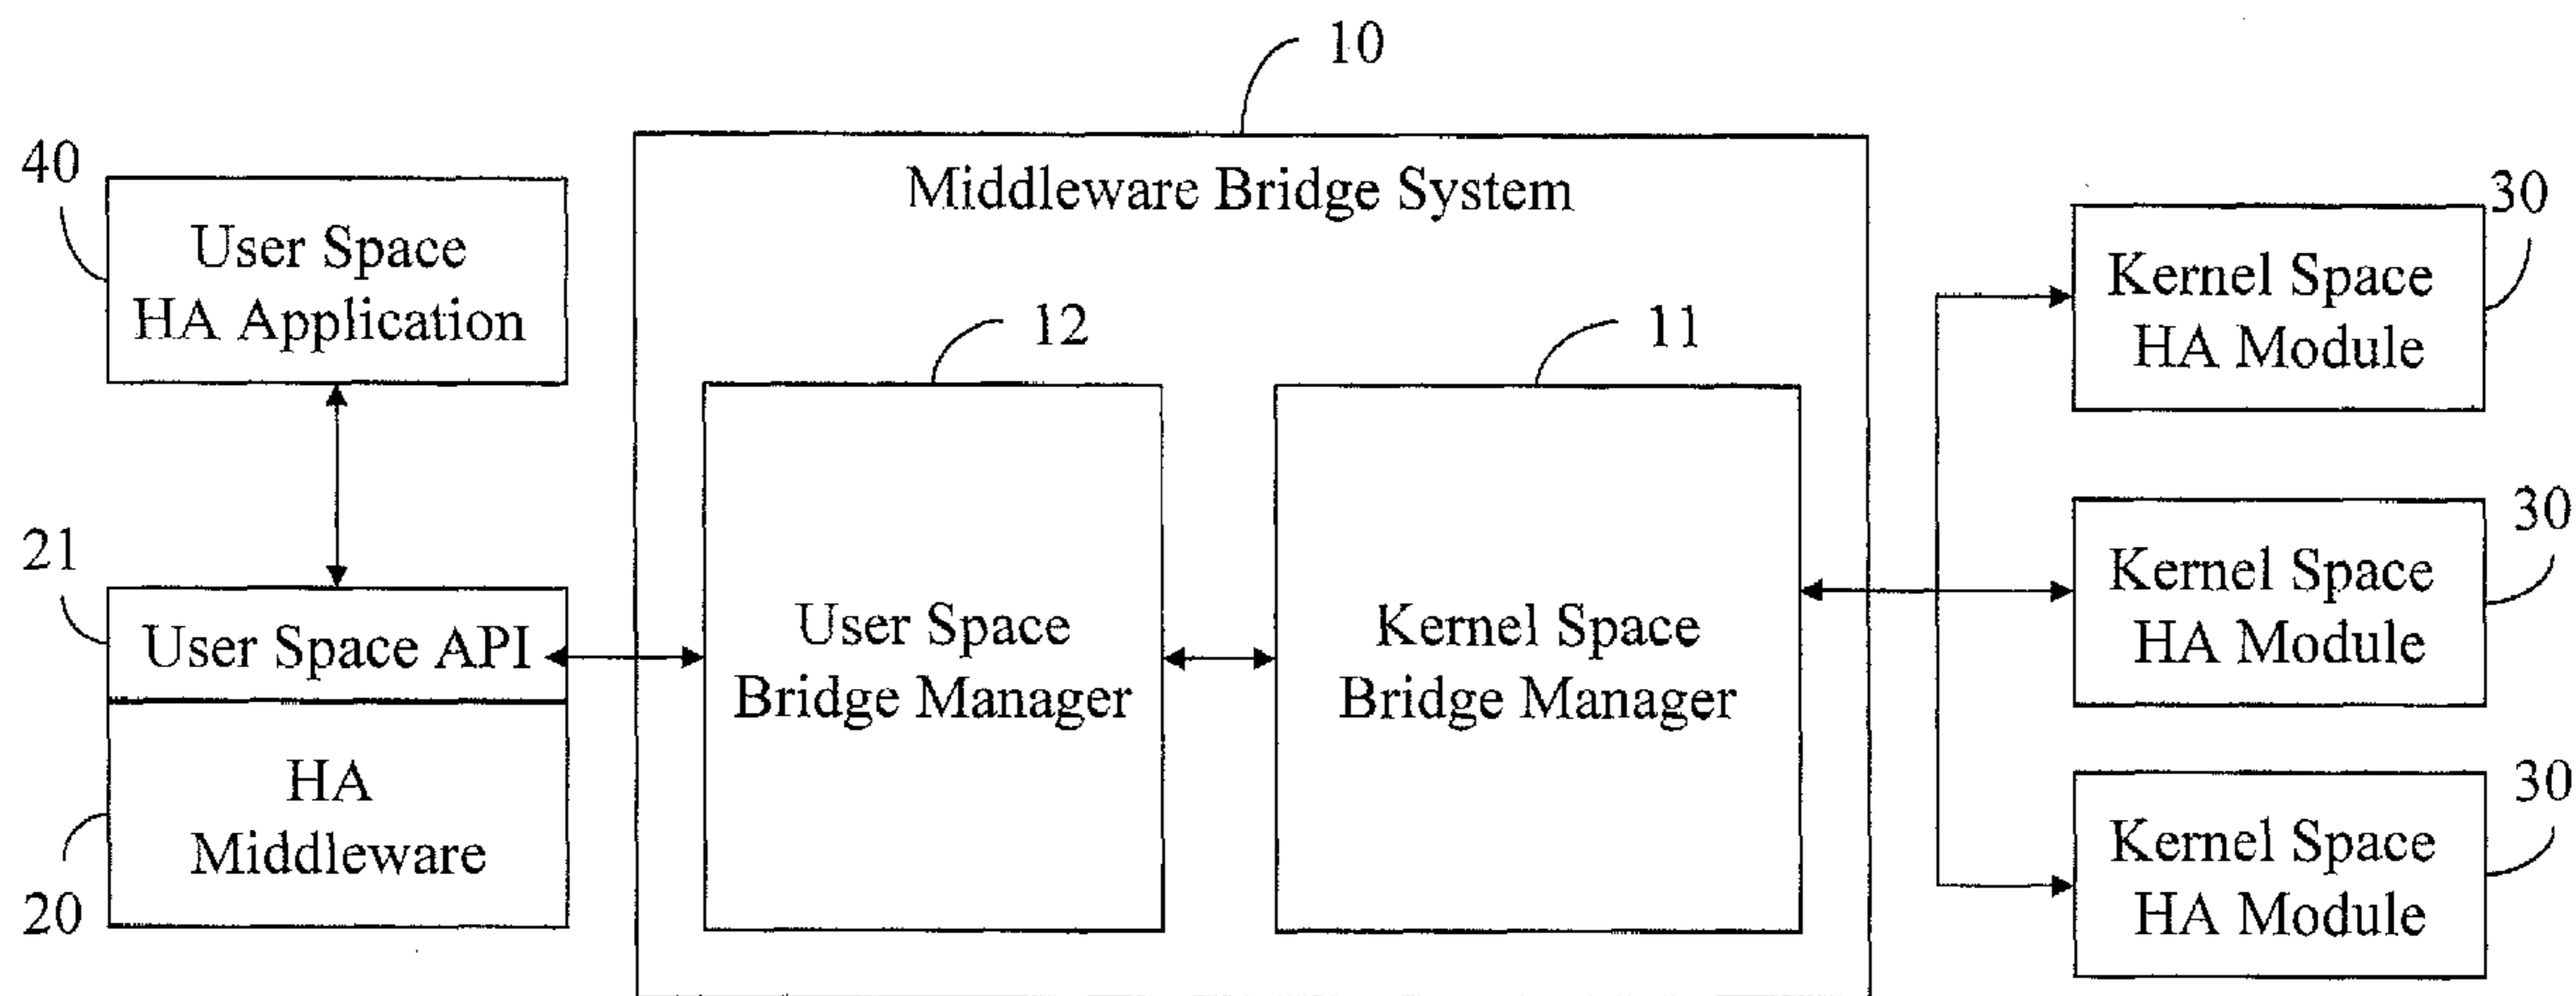 10
Middleware Bridge System
40
User Space
HA Application
12
11
21
User Space API
HA
Middleware
20
User Space
Bridge Manager
Kernel Space
Bridge Manager
30
Kernel Space
HA Module
30
Kernel Space
HA Module
30
Kernel Space
HA Module